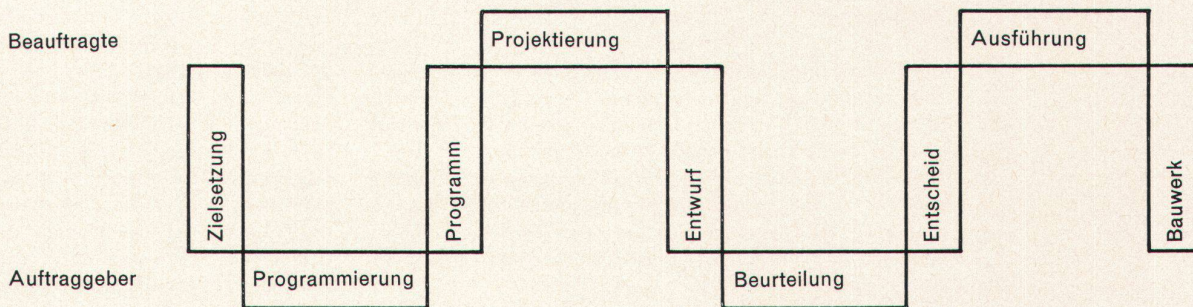 Beauftragte
Projektierung
Ausführung
Zielsetzung
Programm
Entwurf
Entscheid
Bauwerk
Auftraggeber
Programmierung
Beurteilung